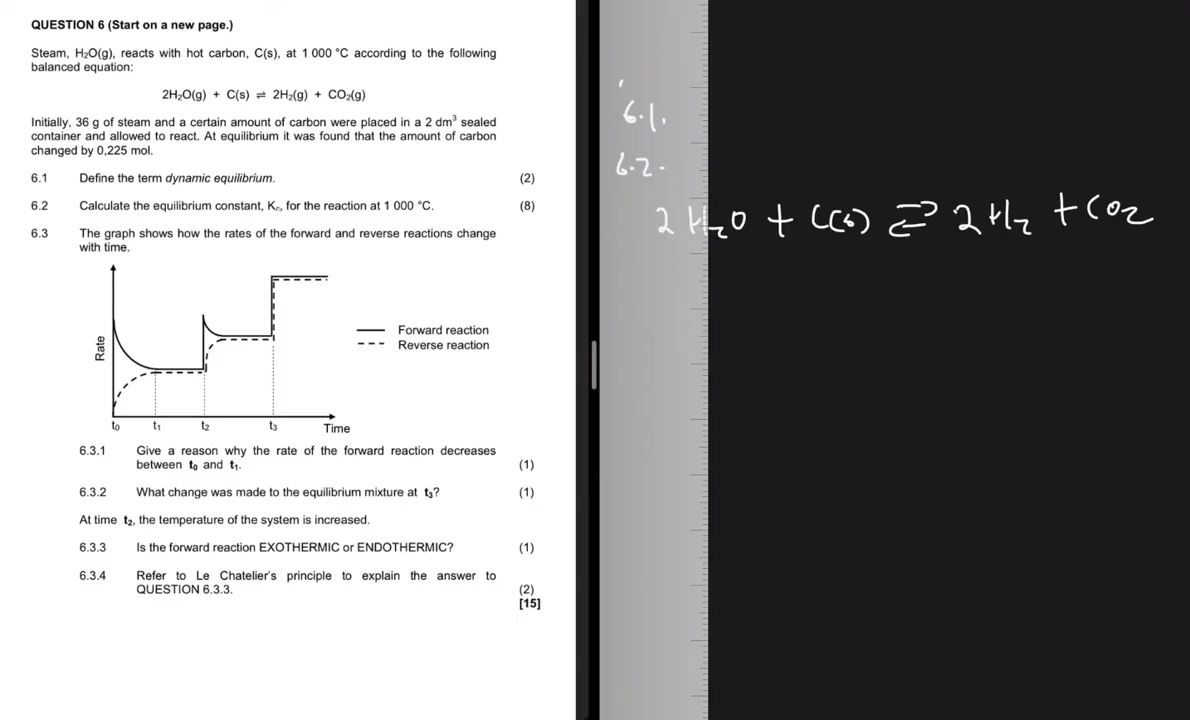 QUESTION 6 (Start on a new page.)
Steam, H₂O(g), reacts with hot carbon, C(s), at 1 000 °C according to the following
balanced equation:
2H₂O(g) + C(s) ⇌ 2H₂(g) + CO₂(g)
Initially, 36 g of steam and a certain amount of carbon were placed in a 2 dm³ sealed
container and allowed to react. At equilibrium it was found that the amount of carbon
changed by 0,225 mol.
6.1 Define the term dynamic equilibrium. (2)
6.2 Calculate the equilibrium constant, Kc, for the reaction at 1 000 °C. (8)
6.3 The graph shows how the rates of the forward and reverse reactions change
with time.
Rate
Forward reaction
Reverse reaction
t₀ t₁ t₂ t₃ Time
6.3.1 Give a reason why the rate of the forward reaction decreases
between t₀ and t₁. (1)
6.3.2 What change was made to the equilibrium mixture at t₃? (1)
At time t₂, the temperature of the system is increased.
6.3.3 Is the forward reaction EXOTHERMIC or ENDOTHERMIC? (1)
6.3.4 Refer to Le Chatelier's principle to explain the answer to
QUESTION 6.3.3. (2)
[15]
6.1.
6.2.
2H₂O + C(s) ⇌ 2H₂ + CO₂